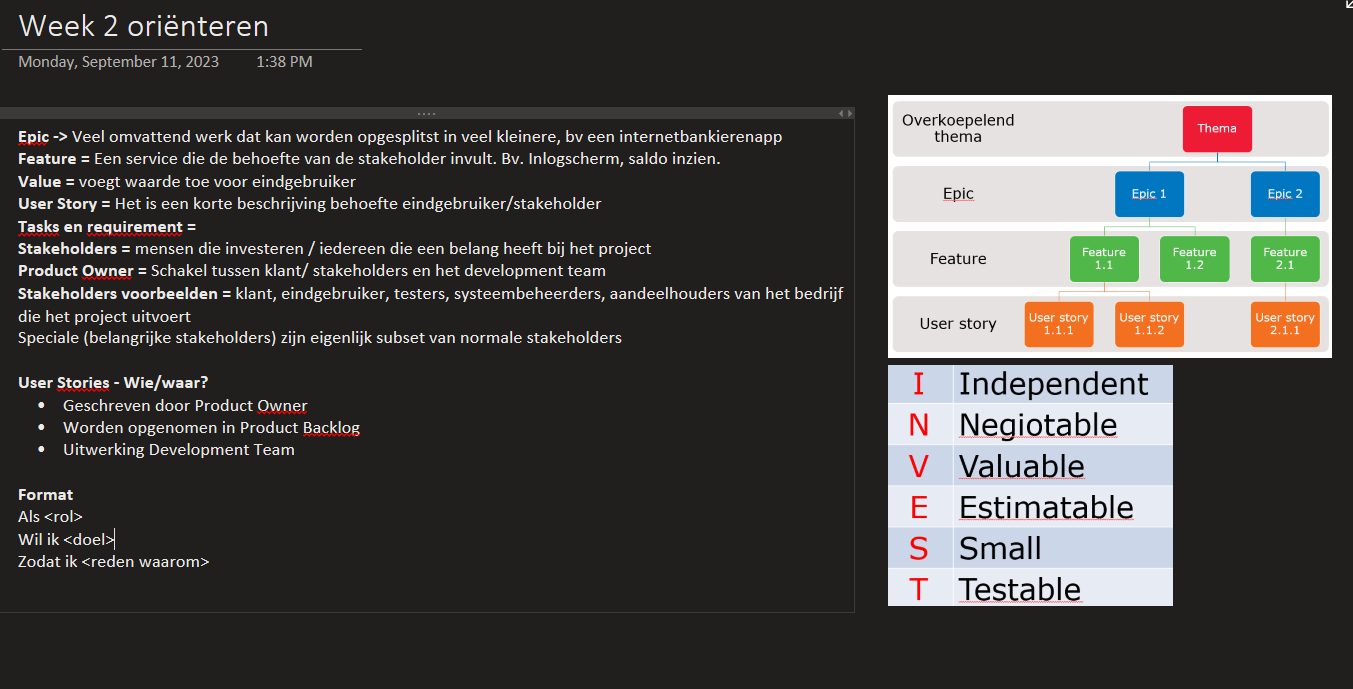 Week 2 oriënteren
Monday, September 11, 2023 1:38 PM
Epic -> Veel omvattend werk dat kan worden opgesplitst in veel kleinere, bv een internetbankierenapp
Feature = Een service die de behoefte van de stakeholder invult. Bv. Inlogscherm, saldo inzien.
Value = voegt waarde toe voor eindgebruiker
User Story = Het is een korte beschrijving behoefte eindgebruiker/stakeholder
Tasks en requirement =
Stakeholders = mensen die investeren / iedereen die een belang heeft bij het project
Product Owner = Schakel tussen klant/ stakeholders en het development team
Stakeholders voorbeelden = klant, eindgebruiker, testers, systeembeheerders, aandeelhouders van het bedrijf
die het project uitvoert
Speciale (belangrijke stakeholders) zijn eigenlijk subset van normale stakeholders
User Stories - Wie/waar?
• Geschreven door Product Owner
• Worden opgenomen in Product Backlog
• Uitwerking Development Team
Format
Als <rol>
Wil ik <doel>
Zodat ik <reden waarom>
Overkoepelend
thema
Thema
Epic
Epic 1
Epic 2
Feature
Feature
1.1
Feature
1.2
Feature
2.1
User story
User story
1.1.1
User story
1.1.2
User story
2.1.1
I Independent
N Negiotable
V Valuable
E Estimatable
S Small
T Testable